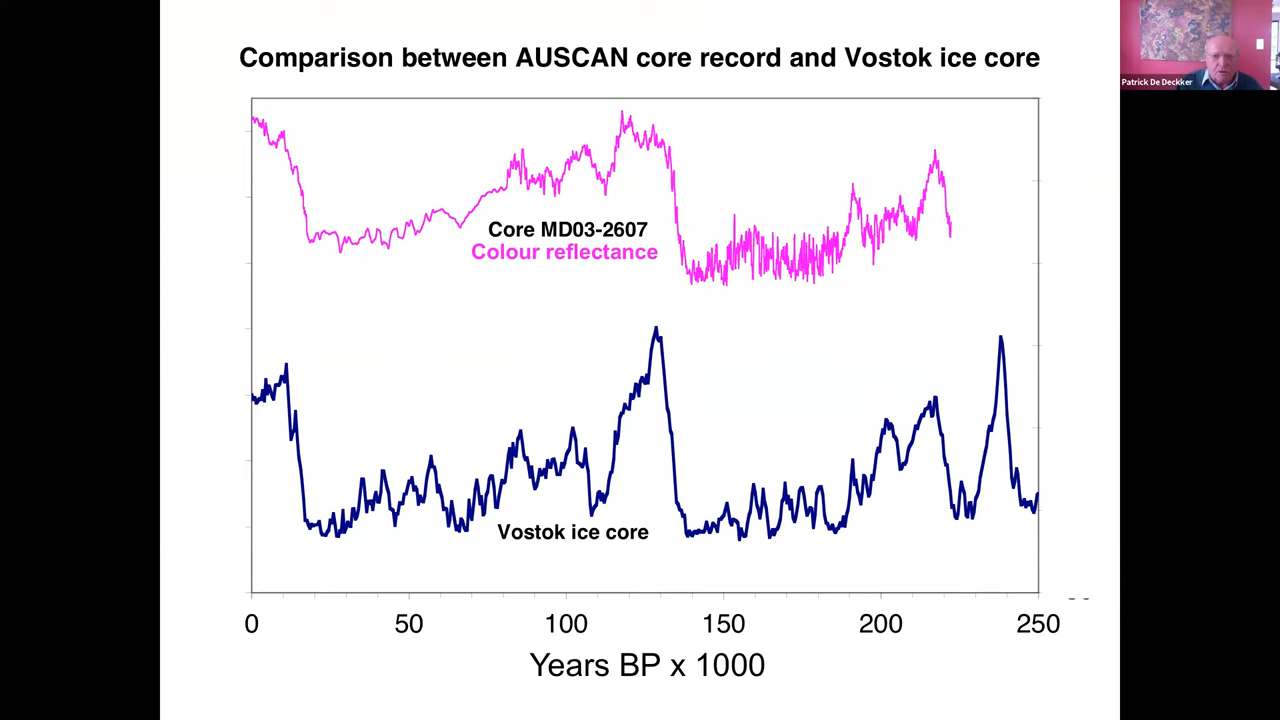 Comparison between AUSCAN core record and Vostok ice core
Patrick De Deckker
Core MD03-2607
Colour reflectance
Vostok ice core
0 50 100 150 200 250
Years BP x 1000